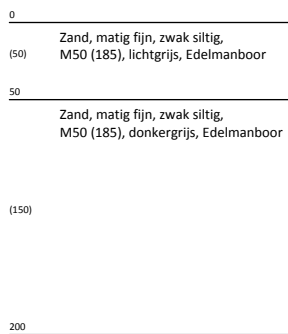 0
Zand, matig fijn, zwak siltig,
(50) M50 (185), lichtgrijs, Edelmanboor
50
Zand, matig fijn, zwak siltig,
M50 (185), donkergrijs, Edelmanboor
(150)
200